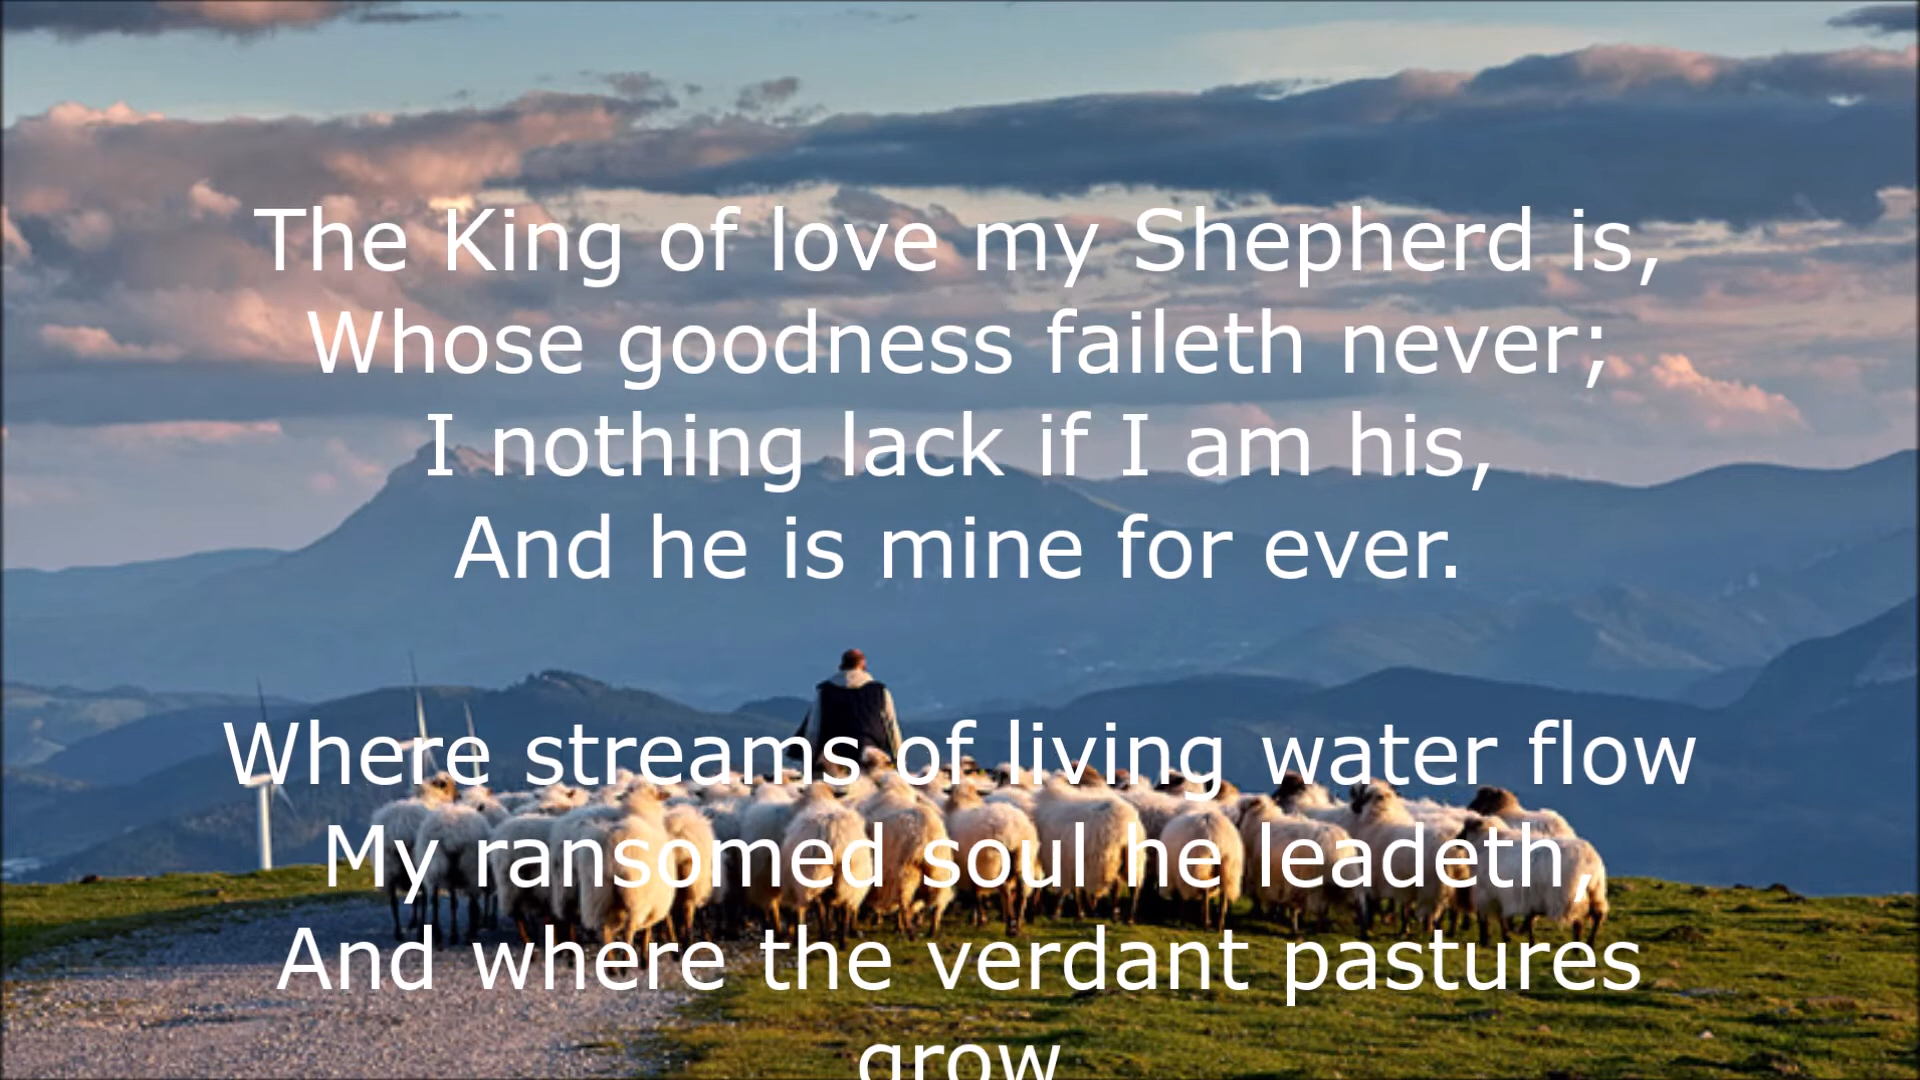 The King of love my Shepherd is,
Whose goodness faileth never;
I nothing lack if I am his,
And he is mine for ever.
Where streams of living water flow
My ransomed soul he leadeth,
And where the verdant pastures
grow